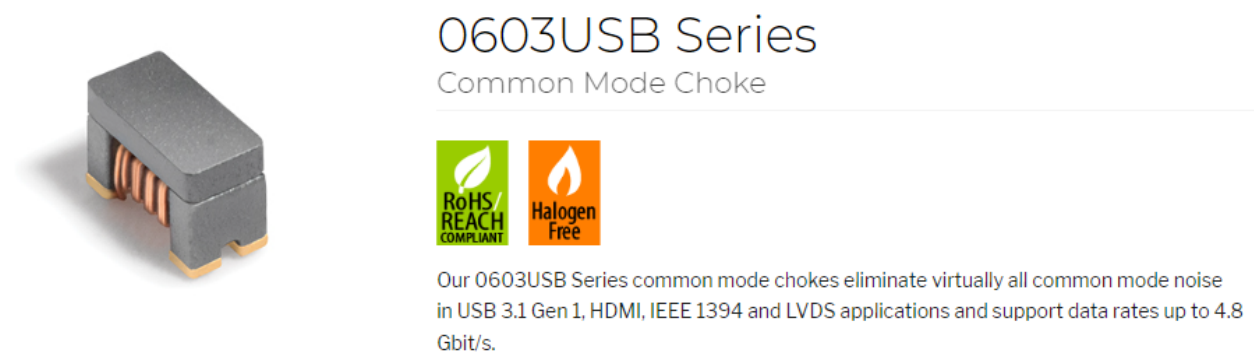 0603USB Series
Common Mode Choke
RoHS/
REACH
COMPLIANT
Halogen
Free
Our 0603USB Series common mode chokes eliminate virtually all common mode noise
in USB 3.1 Gen 1, HDMI, IEEE 1394 and LVDS applications and support data rates up to 4.8
Gbit/s.